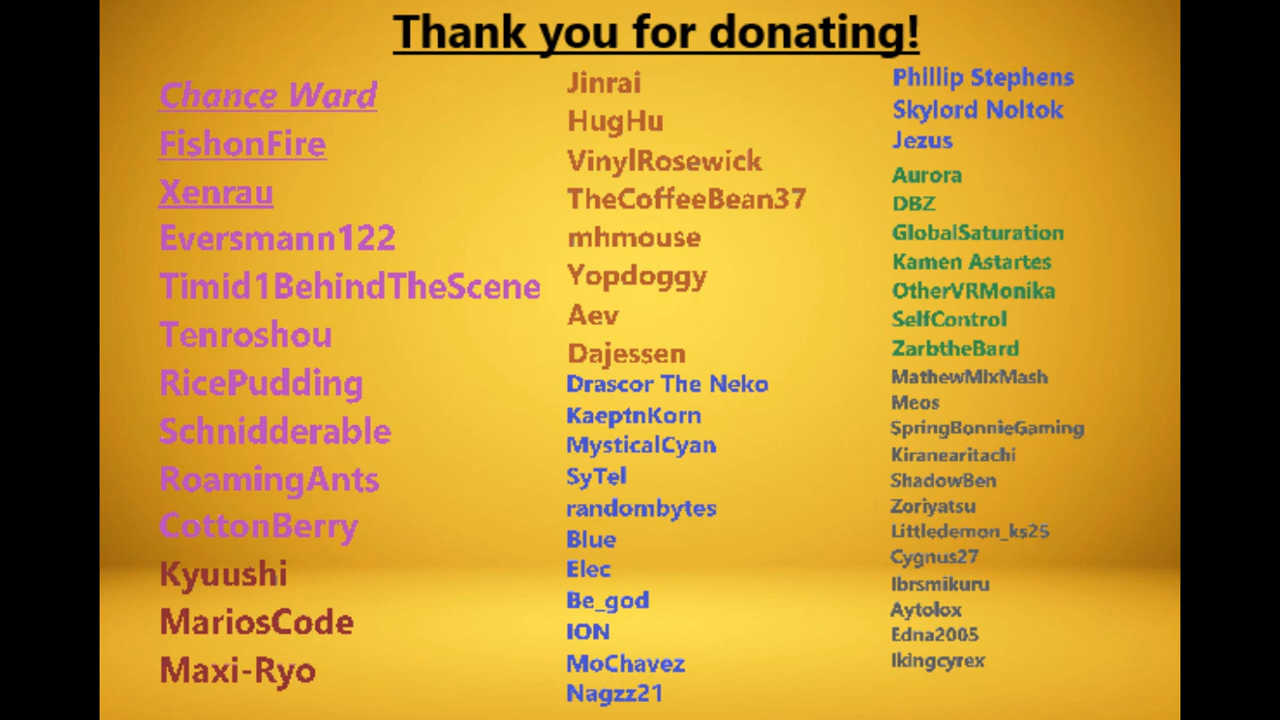 Thank you for donating!
Chance Ward
FishonFire
Xenrau
Eversmann122
Timid1BehindTheScene
Tenroshou
RicePudding
Schnidderable
RoamingAnts
CottonBerry
Kyuushi
MariosCode
Maxi-Ryo
Jinrai
HugHu
VinylRosewick
TheCoffeeBean37
mhmouse
Yopdoggy
Aev
Dajessen
Drascor The Neko
KaeptnKorn
MysticalCyan
SyTel
randombytes
Blue
Elec
Be_god
ION
MoChavez
Nagzz21
Phillip Stephens
Skylord Noltok
Jezus
Aurora
DBZ
GlobalSaturation
Kamen Astartes
OtherVRMonika
SelfControl
ZarbtheBard
MathewMixMash
Meos
SpringBonnieGaming
Kiranearitachi
ShadowBen
Zoriyatsu
Littledemon_ks25
Cygnus27
Ibrsmikuru
Aytolox
Edna2005
Ikingcyrex